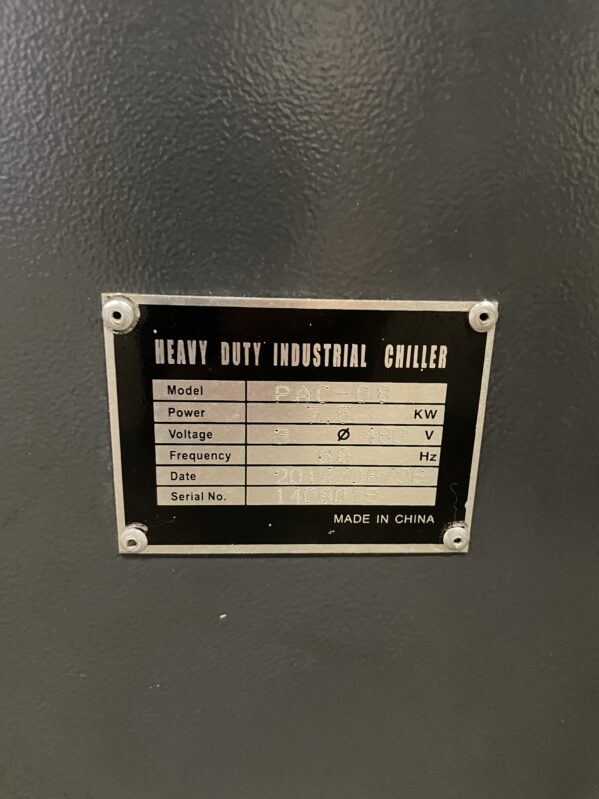 HEAVY DUTY INDUSTRIAL CHILLER
Model PAC-08
Power 7.5 KW
Voltage 3 Ø 460 V
Frequency 60 Hz
Date
Serial No.
MADE IN CHINA